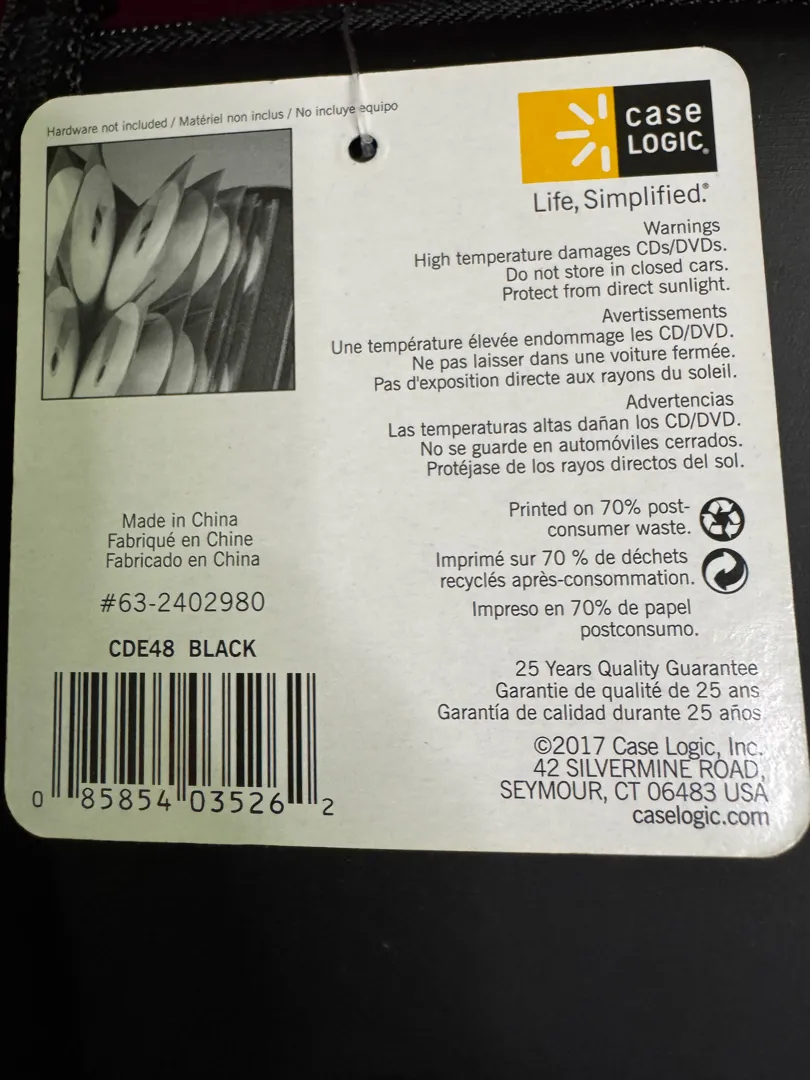 Hardware not included / Matériel non inclus / No incluye equipo
case
LOGIC®
Life, Simplified.®
Warnings
High temperature damages CDs/DVDs.
Do not store in closed cars.
Protect from direct sunlight.
Avertissements
Une température élevée endommage les CD/DVD.
Ne pas laisser dans une voiture fermée.
Pas d'exposition directe aux rayons du soleil.
Advertencias
Las temperaturas altas dañan los CD/DVD.
No se guarde en automóviles cerrados.
Protéjase de los rayos directos del sol.
Made in China
Fabriqué en Chine
Fabricado en China
#63-2402980
CDE48 BLACK
0 85854 03526 2
Printed on 70% post-
consumer waste.
Imprimé sur 70 % de déchets
recyclés après-consommation.
Impreso en 70% de papel
postconsumo.
25 Years Quality Guarantee
Garantie de qualité de 25 ans
Garantía de calidad durante 25 años
©2017 Case Logic, Inc.
42 SILVERMINE ROAD,
SEYMOUR, CT 06483 USA
caselogic.com